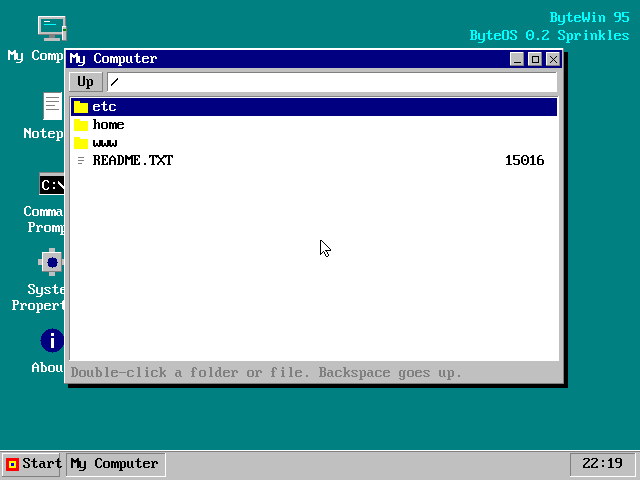 ByteWin 95
ByteOS 0.2 Sprinkles
My Comp
My Computer
Up /
etc
home
www
README.TXT 15016
Notep
C:\
Comma
Promp
Syste
Propert
Abou
Double-click a folder or file. Backspace goes up.
Start My Computer 22:19